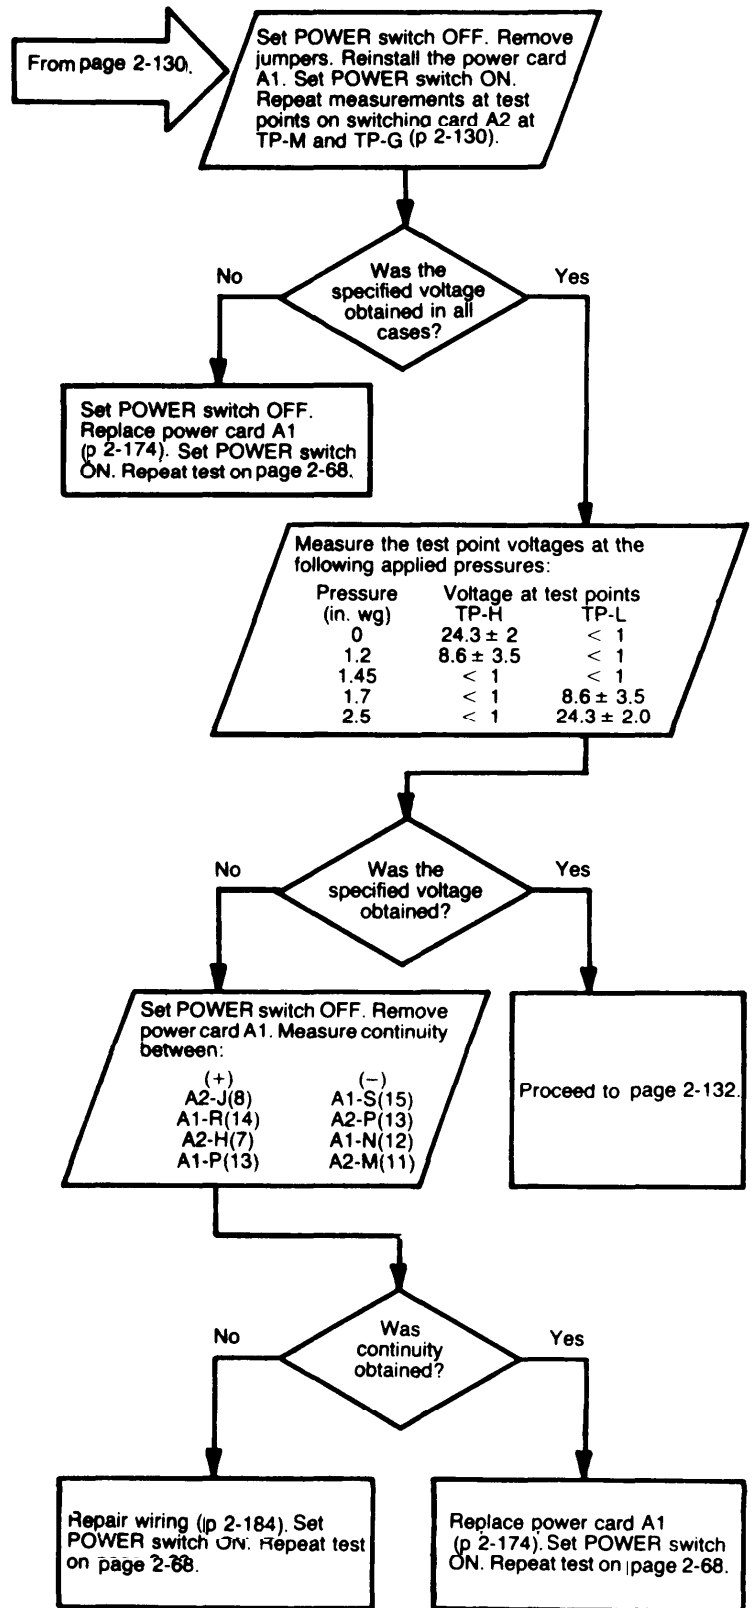 From page 2-130.
Set POWER switch OFF. Remove
jumpers. Reinstall the power card
A1. Set POWER switch ON.
Repeat measurements at test
points on switching card A2 at
TP-M and TP-G (p 2-130).
Was the
specified voltage
obtained in all
cases?
No
Yes
Set POWER switch OFF.
Replace power card A1
(p 2-174). Set POWER switch
ON. Repeat test on page 2-68.
Measure the test point voltages at the
following applied pressures:
Pressure Voltage at test points
(in. wg) TP-H TP-L
0 24.3 ± 2 < 1
1.2 8.6 ± 3.5 < 1
1.45 < 1 < 1
1.7 < 1 8.6 ± 3.5
2.5 < 1 24.3 ± 2.0
Was the
specified voltage
obtained?
No
Yes
Set POWER switch OFF. Remove
power card A1. Measure continuity
between:
(+) (−)
A2-J(8) A1-S(15)
A1-R(14) A2-P(13)
A2-H(7) A1-N(12)
A1-P(13) A2-M(11)
Proceed to page 2-132.
Was
continuity
obtained?
No
Yes
Repair wiring (p 2-184). Set
POWER switch ON. Repeat test
on page 2-68.
Replace power card A1
(p 2-174). Set POWER switch
ON. Repeat test on page 2-68.